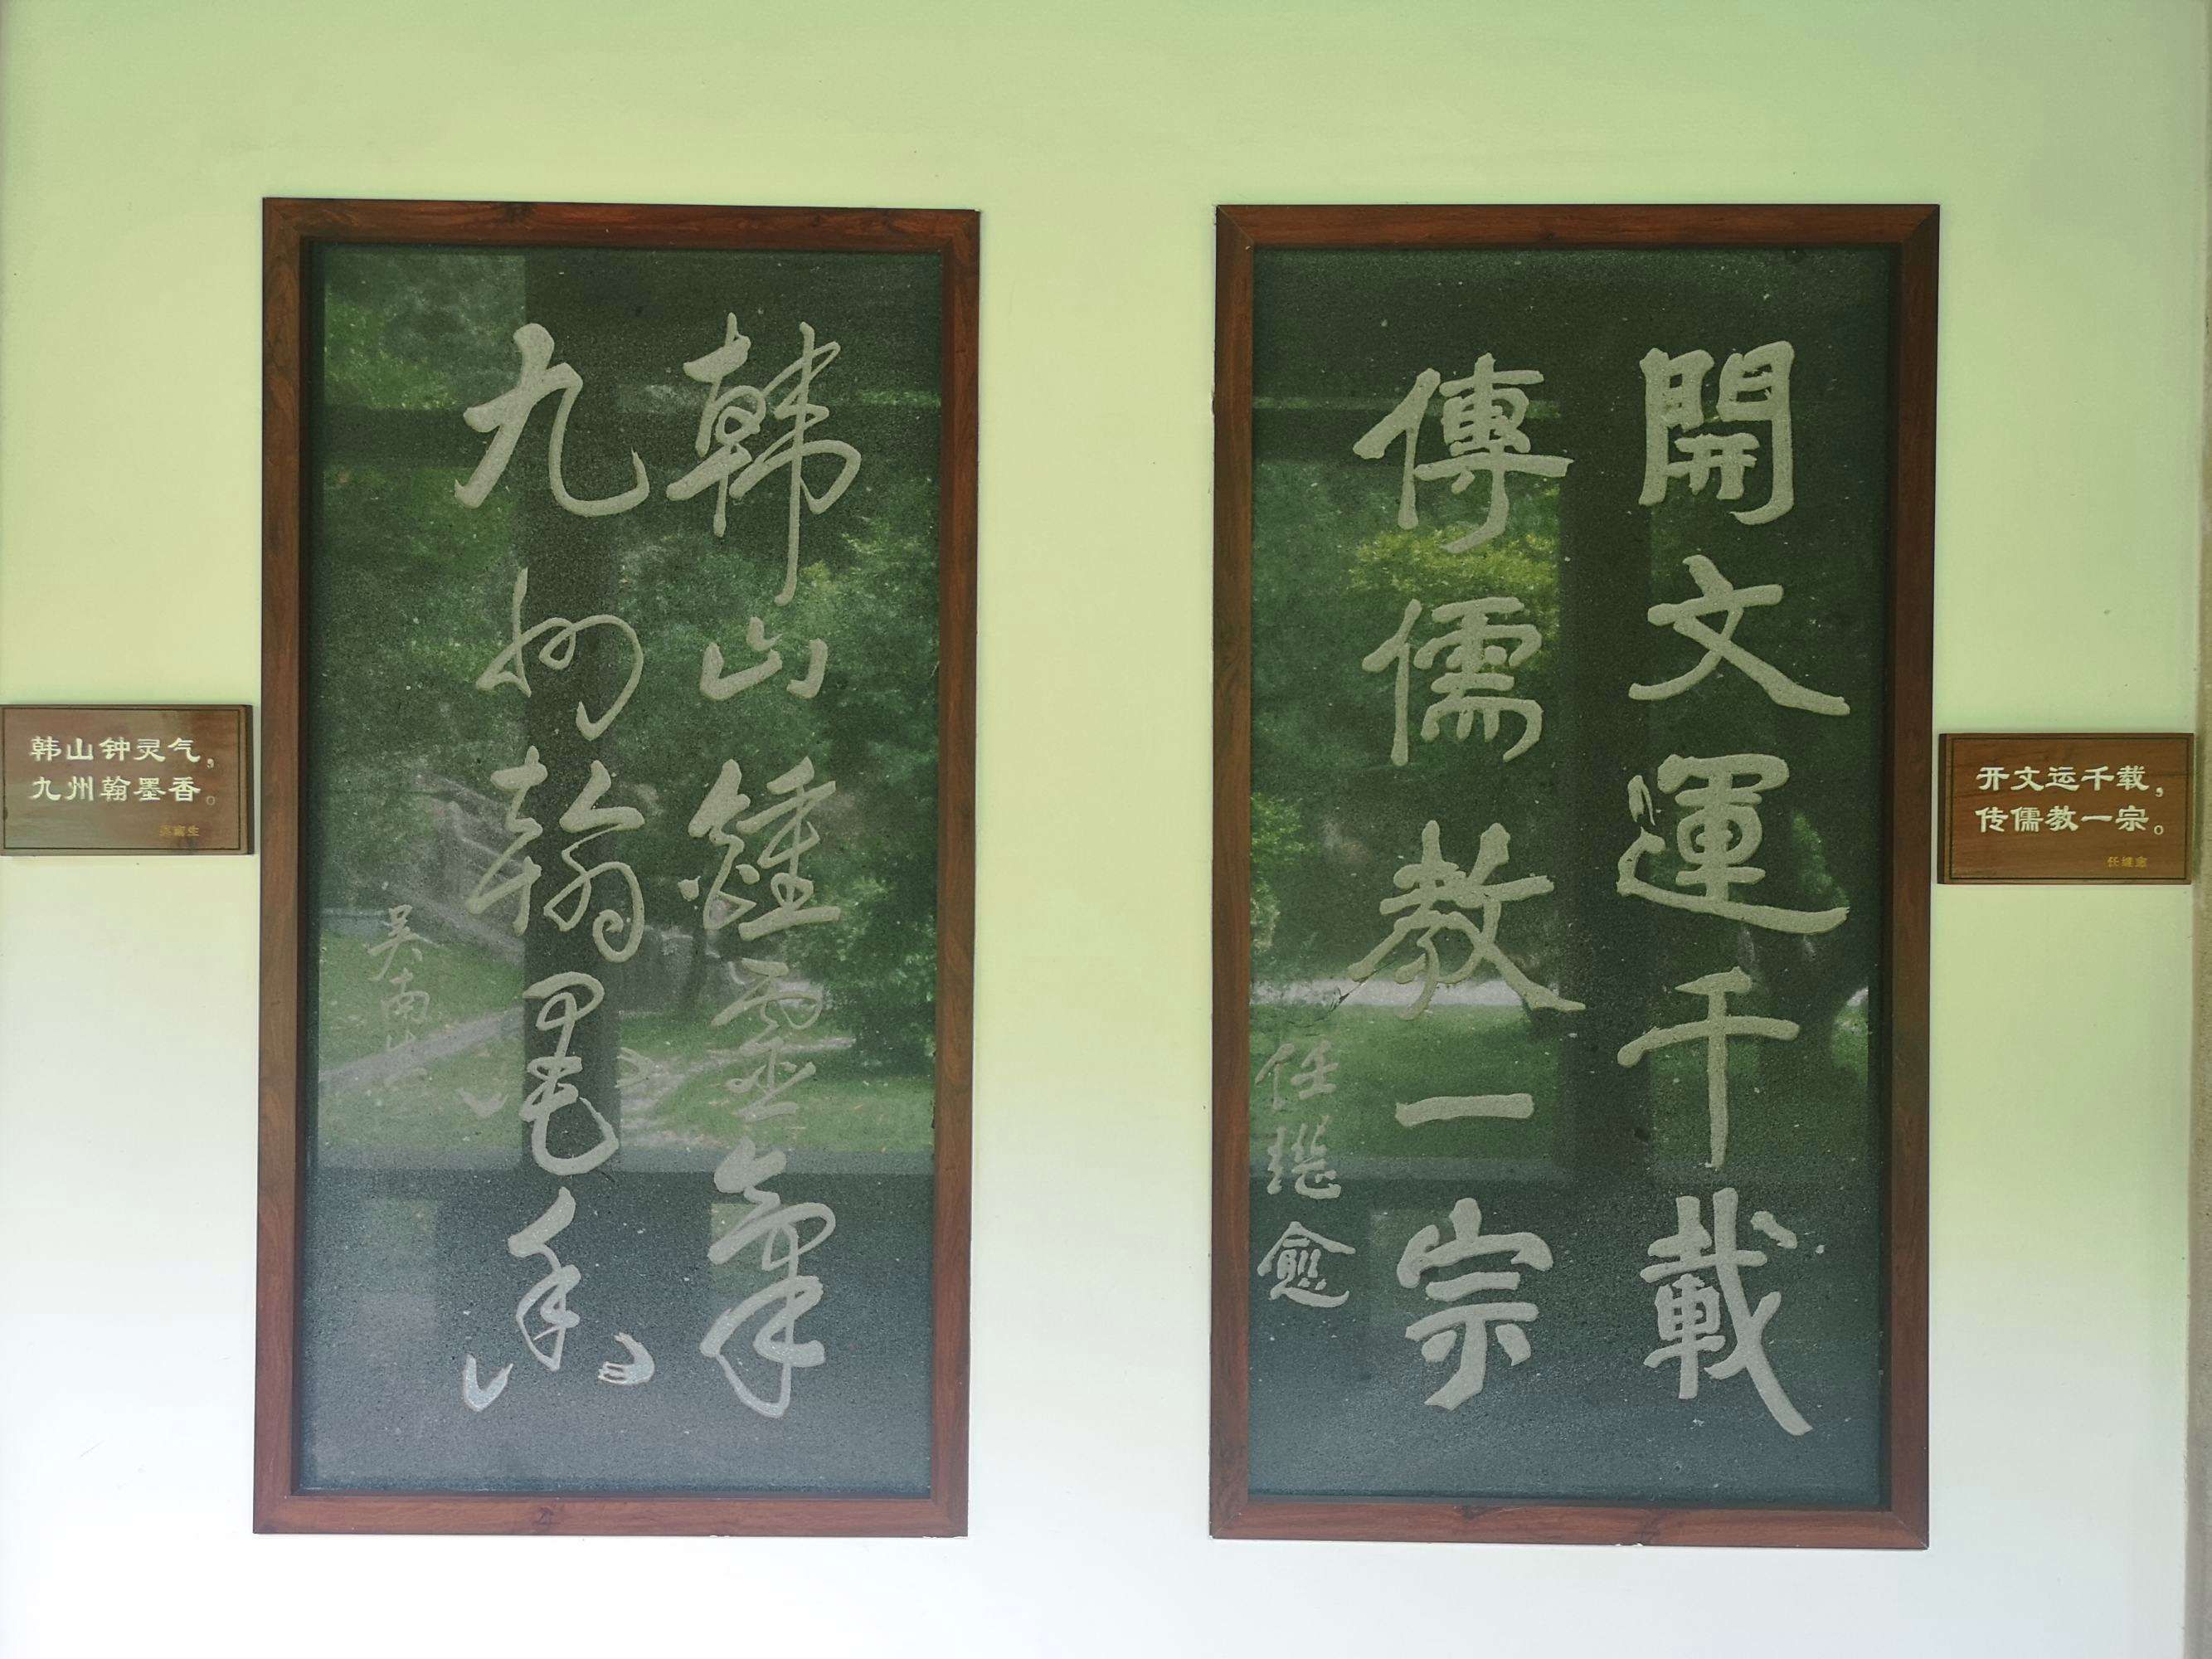 開文運千載
傳儒教一宗
任继愈
韩山鍾靈氣
九州翰墨香
吴南生
开文运千载，
传儒教一宗。
任继愈
韩山钟灵气，
九州翰墨香。
吴南生